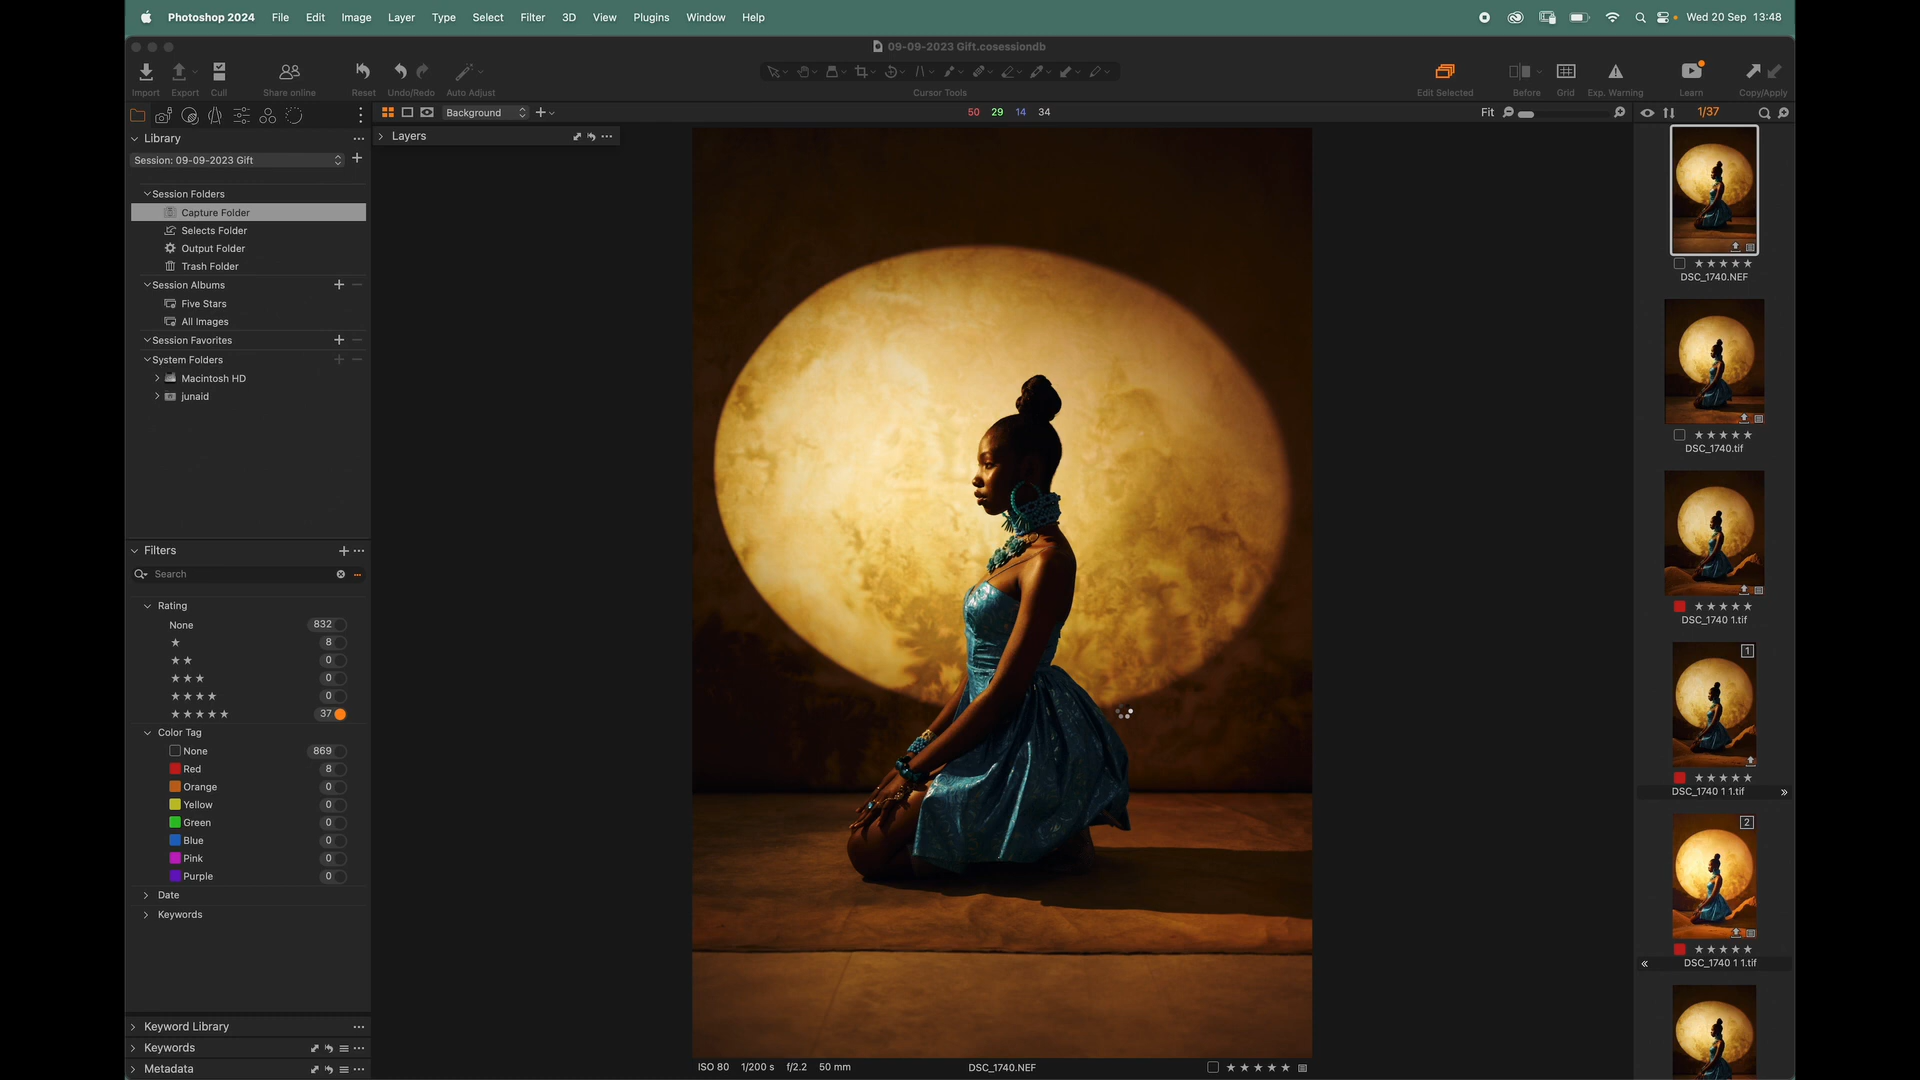 Photoshop 2024 File Edit Image Layer Type Select Filter 3D View Plugins Window Help Wed 20 Sep 13:48
09-09-2023 Gift.cosessiondb
Import Export Cull Share online Reset Undo/Redo Auto Adjust Cursor Tools Edit Selected Before Grid Exp. Warning Learn Copy/Apply
Background 50 29 14 34 Fit 1/37
Library
Layers
Session: 09-09-2023 Gift
Session Folders
Capture Folder
Selects Folder
Output Folder
Trash Folder
Session Albums
Five Stars
All Images
Session Favorites
System Folders
Macintosh HD
junaid
Filters
Search
Rating
None 832
8
0
0
0
37
Color Tag
None 869
Red 8
Orange 0
Yellow 0
Green 0
Blue 0
Pink 0
Purple 0
Date
Keywords
Keyword Library
Keywords
Metadata
ISO 80 1/200 s f/2.2 50 mm DSC_1740.NEF
DSC_1740.NEF
DSC_1740.tif
DSC_1740 1.tif
1
DSC_1740 1 1.tif
2
DSC_1740 1 1.tif